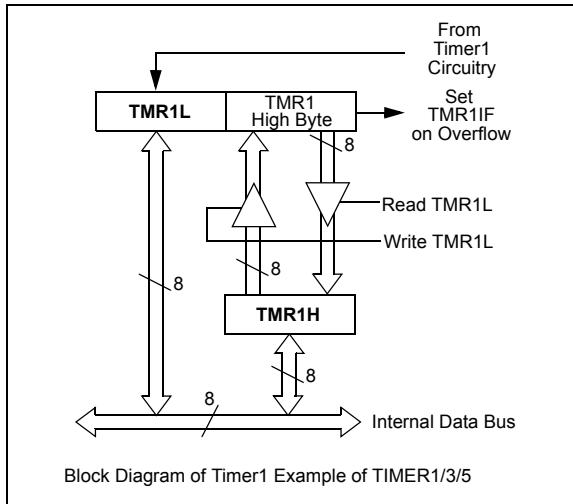 From
Timer1
Circuitry
TMR1L
TMR1
High Byte
Set
TMR1IF
on Overflow
8
Read TMR1L
Write TMR1L
8
8
TMR1H
8
8
Internal Data Bus
Block Diagram of Timer1 Example of TIMER1/3/5